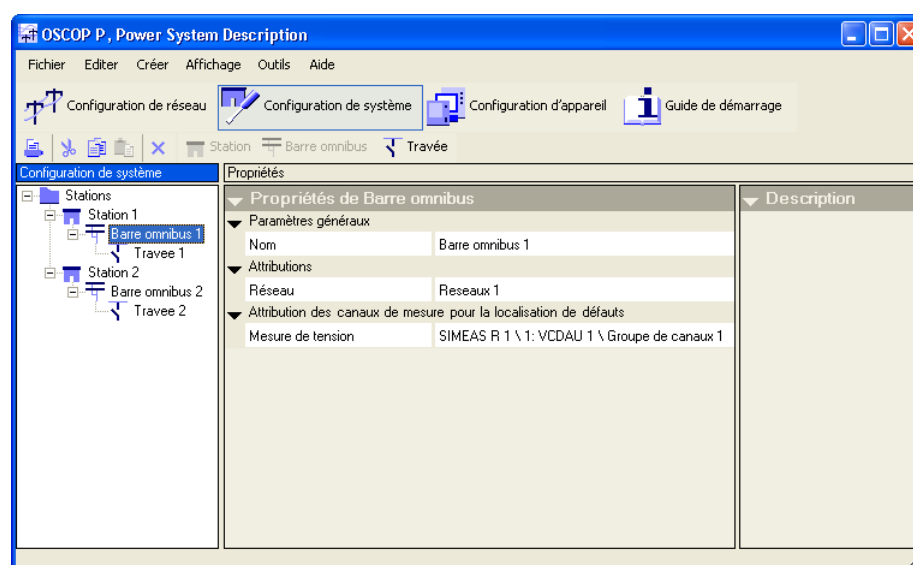 OSCOP P, Power System Description
Fichier Editer Créer Affichage Outils Aide
Configuration de réseau Configuration de système Configuration d'appareil Guide de démarrage
Station Barre omnibus Travée
Configuration de système Propriétés
Stations
Station 1
Barre omnibus 1
Travee 1
Station 2
Barre omnibus 2
Travee 2
Propriétés de Barre omnibus
Paramètres généraux
Nom Barre omnibus 1
Attributions
Réseau Reseaux 1
Attribution des canaux de mesure pour la localisation de défauts
Mesure de tension SIMEAS R 1 \ 1: VCDAU 1 \ Groupe de canaux 1
Description